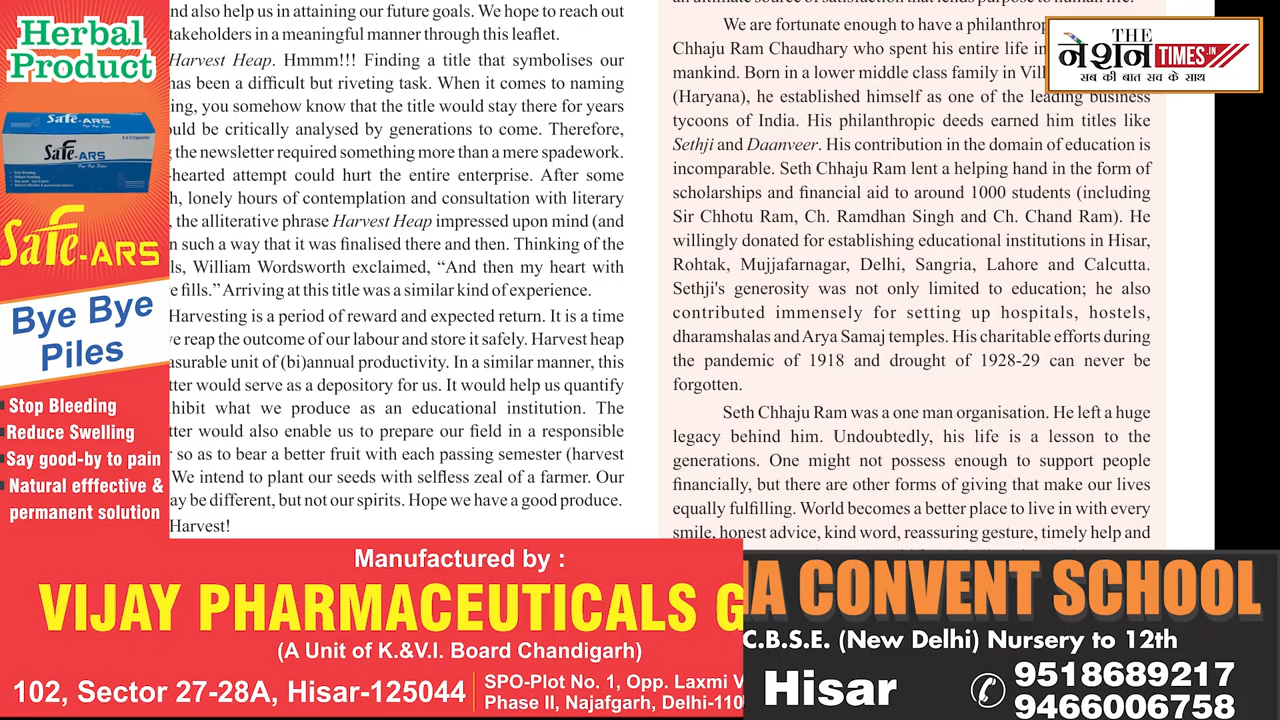 Herbal
Product
Safe-ARS
Safe-ARS
Bye Bye
Piles
Stop Bleeding
Reduce Swelling
Say good-by to pain
Natural efffective &
permanent solution
nd also help us in attaining our future goals. We hope to reach out
takeholders in a meaningful manner through this leaflet.
Harvest Heap. Hmmm!!! Finding a title that symbolises our
has been a difficult but riveting task. When it comes to naming
ing, you somehow know that the title would stay there for years
ould be critically analysed by generations to come. Therefore,
the newsletter required something more than a mere spadework.
-hearted attempt could hurt the entire enterprise. After some
h, lonely hours of contemplation and consultation with literary
, the alliterative phrase Harvest Heap impressed upon mind (and
n such a way that it was finalised there and then. Thinking of the
ls, William Wordsworth exclaimed, “And then my heart with
e fills.” Arriving at this title was a similar kind of experience.
Harvesting is a period of reward and expected return. It is a time
ve reap the outcome of our labour and store it safely. Harvest heap
asurable unit of (bi)annual productivity. In a similar manner, this
tter would serve as a depository for us. It would help us quantify
hibit what we produce as an educational institution. The
tter would also enable us to prepare our field in a responsible
so as to bear a better fruit with each passing semester (harvest
We intend to plant our seeds with selfless zeal of a farmer. Our
ay be different, but not our spirits. Hope we have a good produce.
Harvest!
We are fortunate enough to have a philanthrop
Chhaju Ram Chaudhary who spent his entire life in
mankind. Born in a lower middle class family in Vill
(Haryana), he established himself as one of the leading business
tycoons of India. His philanthropic deeds earned him titles like
Sethji and Daanveer. His contribution in the domain of education is
incomparable. Seth Chhaju Ram lent a helping hand in the form of
scholarships and financial aid to around 1000 students (including
Sir Chhotu Ram, Ch. Ramdhan Singh and Ch. Chand Ram). He
willingly donated for establishing educational institutions in Hisar,
Rohtak, Mujjafarnagar, Delhi, Sangria, Lahore and Calcutta.
Sethji's generosity was not only limited to education; he also
contributed immensely for setting up hospitals, hostels,
dharamshalas and Arya Samaj temples. His charitable efforts during
the pandemic of 1918 and drought of 1928-29 can never be
forgotten.
Seth Chhaju Ram was a one man organisation. He left a huge
legacy behind him. Undoubtedly, his life is a lesson to the
generations. One might not possess enough to support people
financially, but there are other forms of giving that make our lives
equally fulfilling. World becomes a better place to live in with every
smile, honest advice, kind word, reassuring gesture, timely help and
THE
नेशन TIMES.IN
सब की बात सच के साथ
Manufactured by :
VIJAY PHARMACEUTICALS G
(A Unit of K.&V.I. Board Chandigarh)
102, Sector 27-28A, Hisar-125044
SPO-Plot No. 1, Opp. Laxmi V
Phase II, Najafgarh, Delhi-110
NA CONVENT SCHOOL
C.B.S.E. (New Delhi) Nursery to 12th
Hisar
9518689217
9466006758